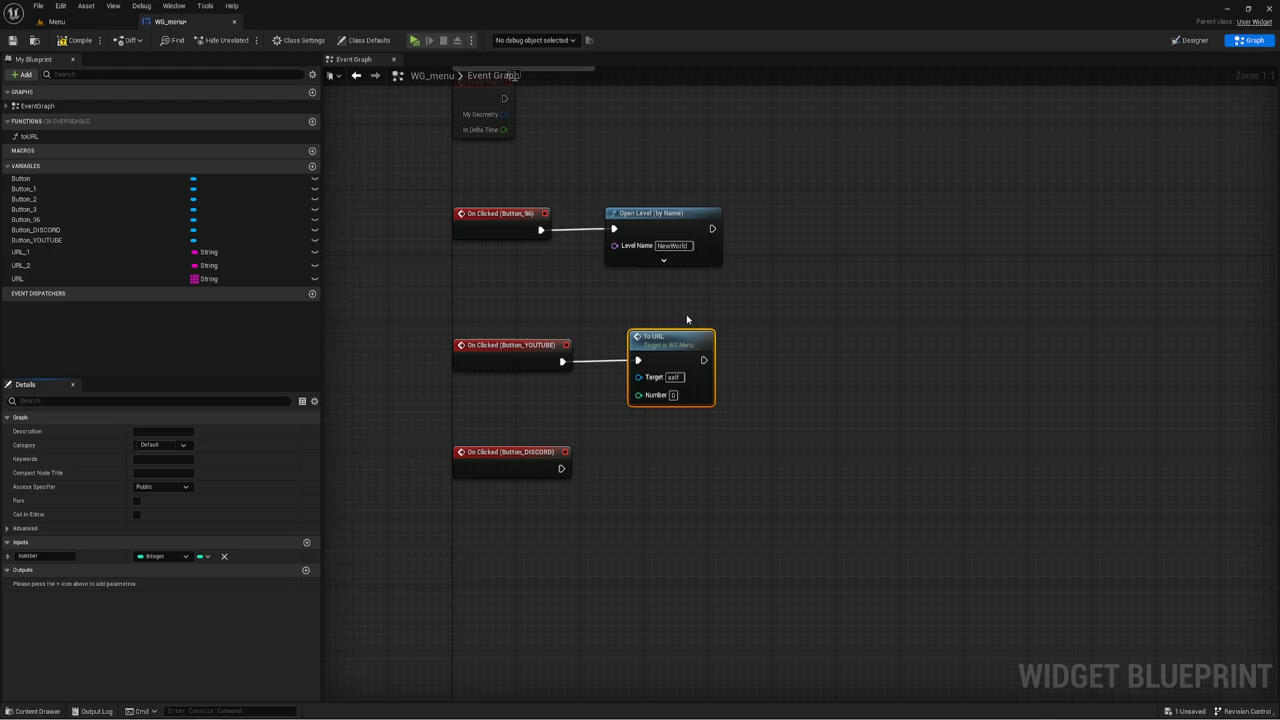 File Edit Asset View Debug Window Tools Help
Menu WG_menu•
Parent class: User Widget
Compile Diff Find Hide Unrelated Class Settings Class Defaults No debug object selected Designer Graph
My Blueprint
Event Graph
Add Search
WG_menu > Event Graph
Zoom 1:1
GRAPHS
EventGraph
FUNCTIONS (36 OVERRIDABLE)
toURL
MACROS
VARIABLES
Button
Button_1
Button_2
Button_3
Button_96
Button_DISCORD
Button_YOUTUBE
URL_1 String
URL_2 String
URL String
EVENT DISPATCHERS
Details
Search
Graph
Description
Category Default
Keywords
Compact Node Title
Access Specifier Public
Pure
Call In Editor
Advanced
Inputs
number Integer
Outputs
Please press the + icon above to add parameters
My Geometry
In Delta Time
On Clicked (Button_96)
Open Level (by Name)
Level Name NewWorld
On Clicked (Button_YOUTUBE)
To URL
Target is WG Menu
Target self
Number 0
On Clicked (Button_DISCORD)
WIDGET BLUEPRINT
Content Drawer Output Log Cmd Enter Console Command 1 Unsaved Revision Control